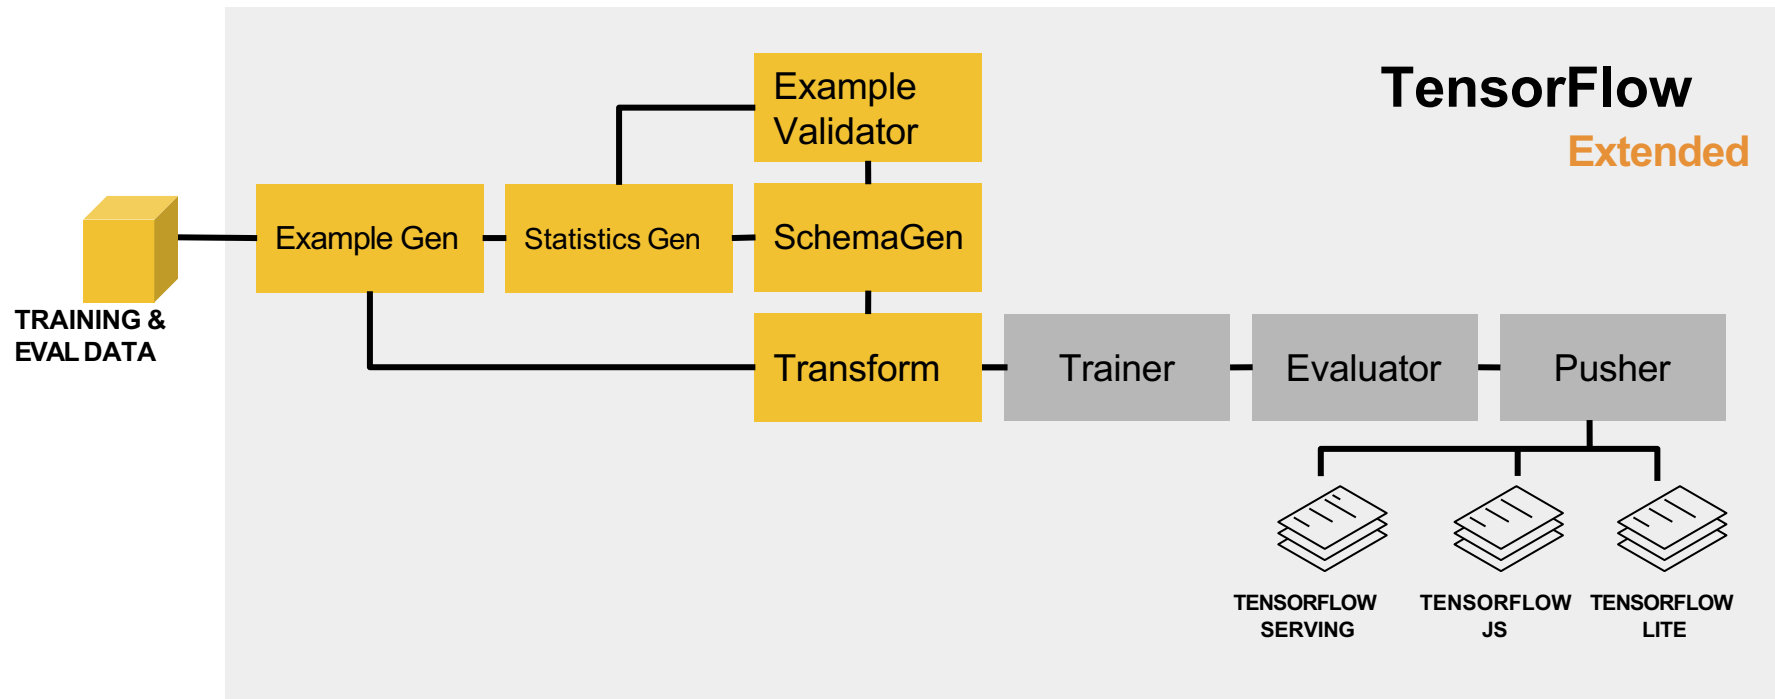 TensorFlow
Extended
Example
Validator
Example Gen
Statistics Gen
SchemaGen
TRAINING &
EVAL DATA
Transform
Trainer
Evaluator
Pusher
TENSORFLOW
SERVING
TENSORFLOW
JS
TENSORFLOW
LITE